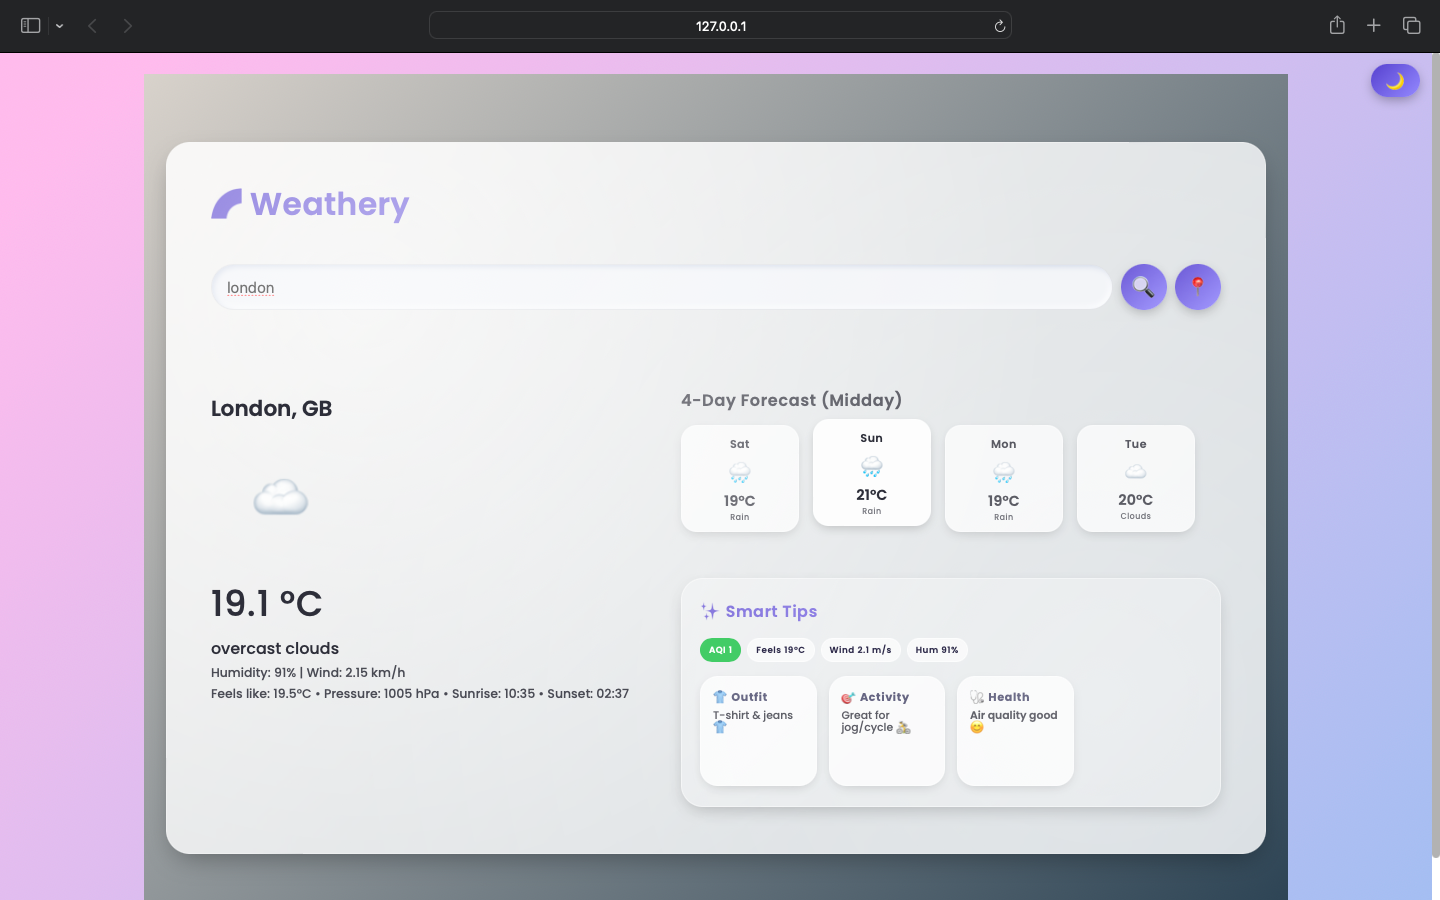 127.0.0.1
Weathery
london
London, GB
19.1 °C
overcast clouds
Humidity: 91% | Wind: 2.15 km/h
Feels like: 19.5°C • Pressure: 1005 hPa • Sunrise: 10:35 • Sunset: 02:37
4-Day Forecast (Midday)
Sat
19°C
Rain
Sun
21°C
Rain
Mon
19°C
Rain
Tue
20°C
Clouds
✨ Smart Tips
AQI 1
Feels 19°C
Wind 2.1 m/s
Hum 91%
👕 Outfit
T-shirt & jeans
👕
🎯 Activity
Great for
jog/cycle 🚴
🩺 Health
Air quality good
😊